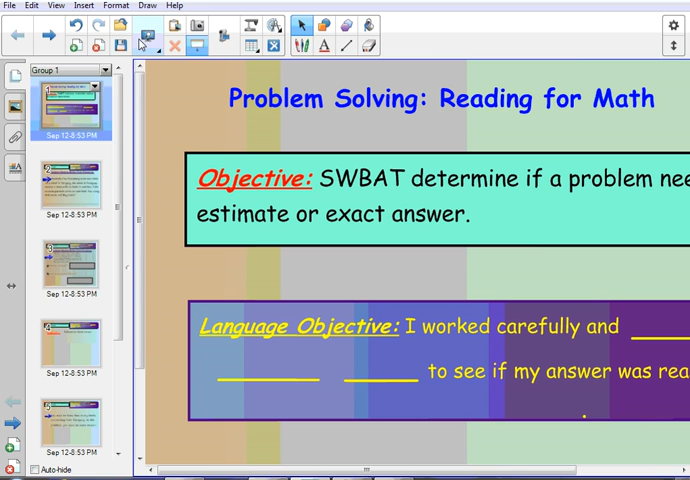 File Edit View Insert Format Draw Help
Group 1
Sep 12-8:53 PM
Sep 12-8:53 PM
Sep 12-8:53 PM
Sep 12-8:53 PM
Sep 12-8:53 PM
Auto-hide
Problem Solving: Reading for Math
Objective: SWBAT determine if a problem nee
estimate or exact answer.
Language Objective: I worked carefully and
to see if my answer was rea
.